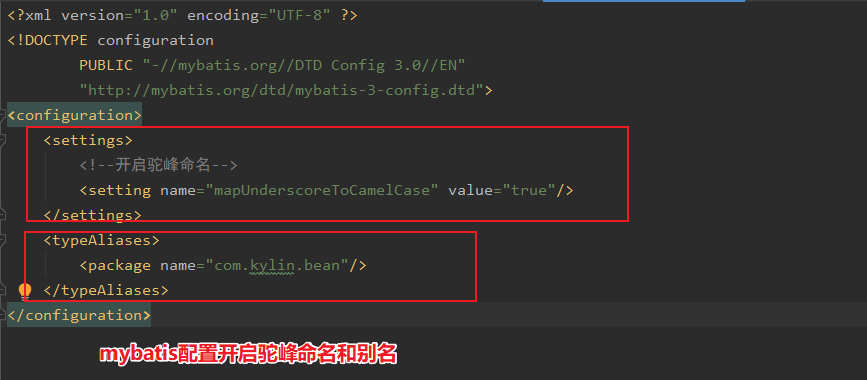 <?xml version="1.0" encoding="UTF-8" ?>
<!DOCTYPE configuration
        PUBLIC "-//mybatis.org//DTD Config 3.0//EN"
        "http://mybatis.org/dtd/mybatis-3-config.dtd">
<configuration>
    <settings>
        <!--开启驼峰命名-->
        <setting name="mapUnderscoreToCamelCase" value="true"/>
    </settings>
    <typeAliases>
        <package name="com.kylin.bean"/>
    </typeAliases>
</configuration>
mybatis配置开启驼峰命名和别名